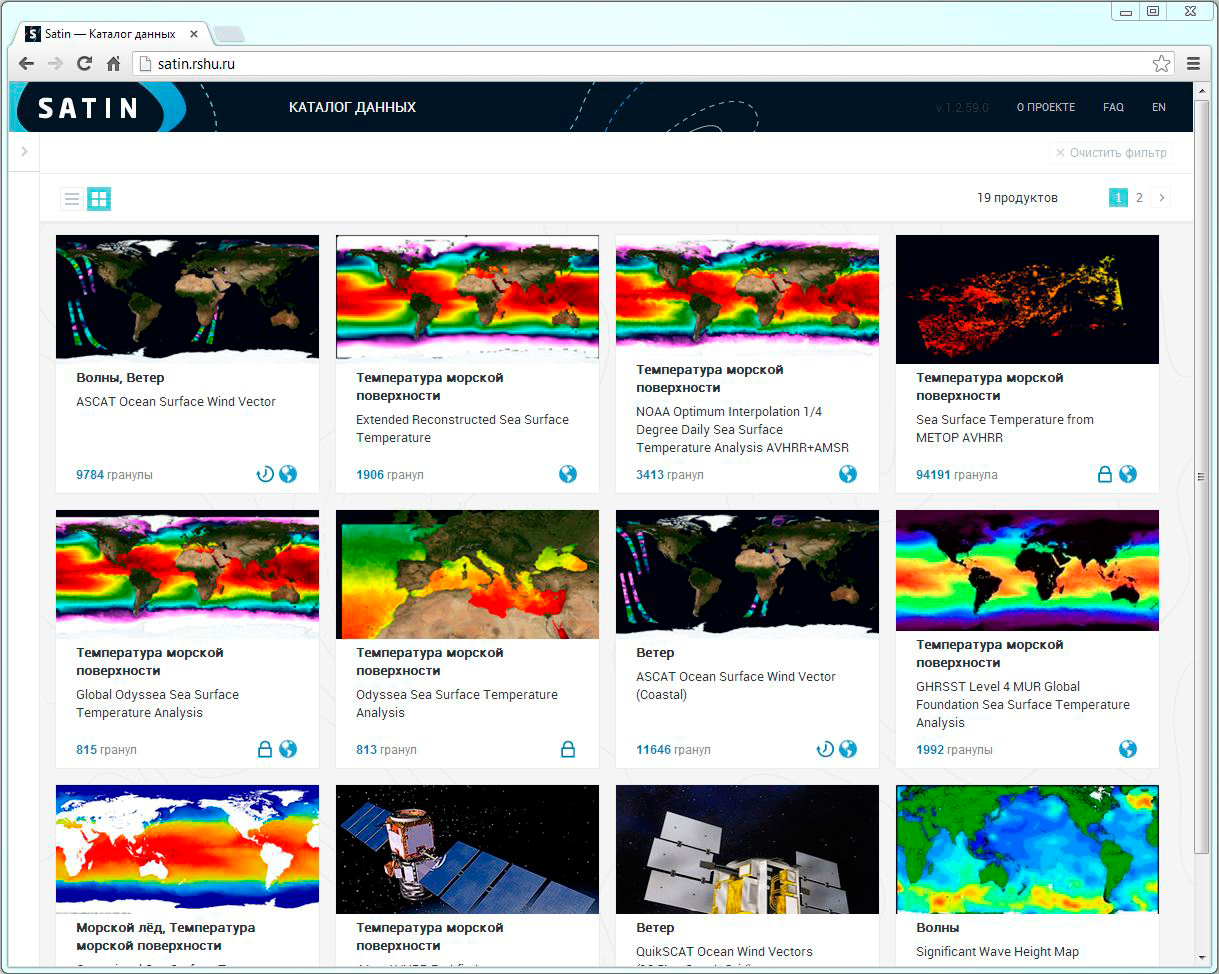 Satin — Каталог данных
satin.rshu.ru
SATIN
КАТАЛОГ ДАННЫХ
v.1.2.59.0
О ПРОЕКТЕ
FAQ
EN
Очистить фильтр
19 продуктов
1 2
Волны, Ветер
ASCAT Ocean Surface Wind Vector
9784 гранулы
Температура морской
поверхности
Extended Reconstructed Sea Surface
Temperature
1906 гранул
Температура морской
поверхности
NOAA Optimum Interpolation 1/4
Degree Daily Sea Surface
Temperature Analysis AVHRR+AMSR
3413 гранул
Температура морской
поверхности
Sea Surface Temperature from
METOP AVHRR
94191 гранула
Температура морской
поверхности
Global Odyssea Sea Surface
Temperature Analysis
815 гранул
Температура морской
поверхности
Odyssea Sea Surface Temperature
Analysis
813 гранул
Ветер
ASCAT Ocean Surface Wind Vector
(Coastal)
11646 гранул
Температура морской
поверхности
GHRSST Level 4 MUR Global
Foundation Sea Surface Temperature
Analysis
1992 гранулы
Морской лёд, Температура
морской поверхности
Температура морской
поверхности
Ветер
QuikSCAT Ocean Wind Vectors
Волны
Significant Wave Height Map